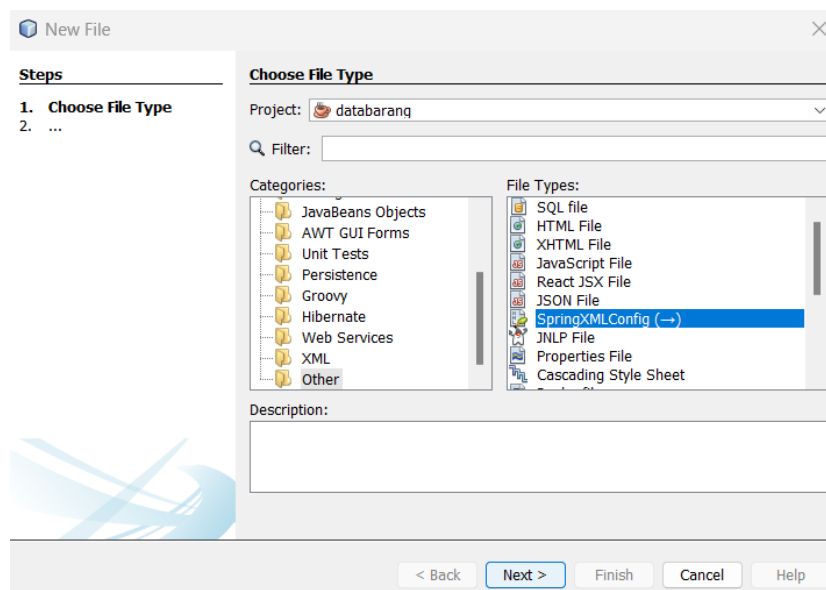 New File
Steps
1. Choose File Type
2. ...
Choose File Type
Project: databarang
Filter:
Categories:
JavaBeans Objects
AWT GUI Forms
Unit Tests
Persistence
Groovy
Hibernate
Web Services
XML
Other
File Types:
SQL file
HTML File
XHTML File
JavaScript File
React JSX File
JSON File
SpringXMLConfig (→)
JNLP File
Properties File
Cascading Style Sheet
Description:
< Back
Next >
Finish
Cancel
Help